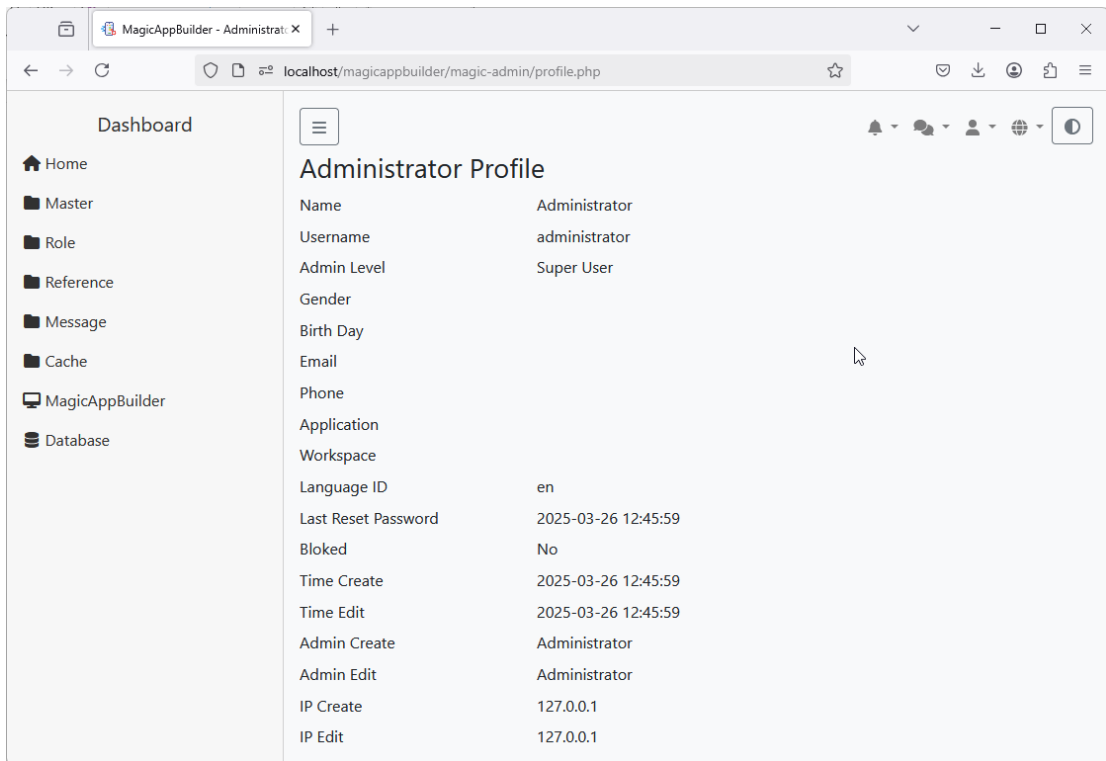 MagicAppBuilder - Administrat
localhost/magicappbuilder/magic-admin/profile.php
Dashboard
Home
Master
Role
Reference
Message
Cache
MagicAppBuilder
Database
Administrator Profile
Name Administrator
Username administrator
Admin Level Super User
Gender
Birth Day
Email
Phone
Application
Workspace
Language ID en
Last Reset Password 2025-03-26 12:45:59
Bloked No
Time Create 2025-03-26 12:45:59
Time Edit 2025-03-26 12:45:59
Admin Create Administrator
Admin Edit Administrator
IP Create 127.0.0.1
IP Edit 127.0.0.1